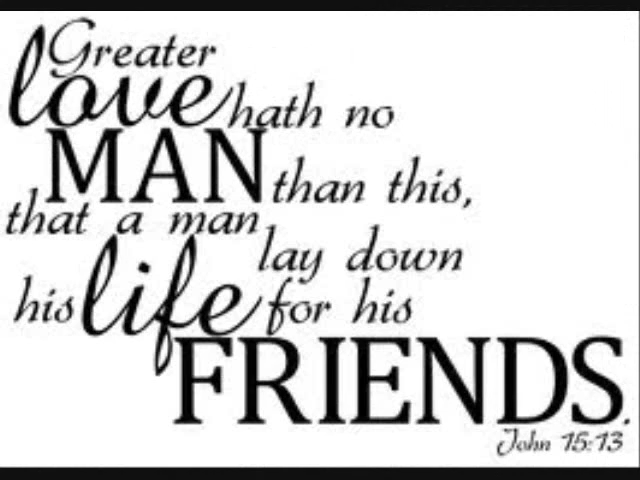 Greater
love hath no
MAN than this,
that a man
lay down
his life for his
FRIENDS.
John 15:13